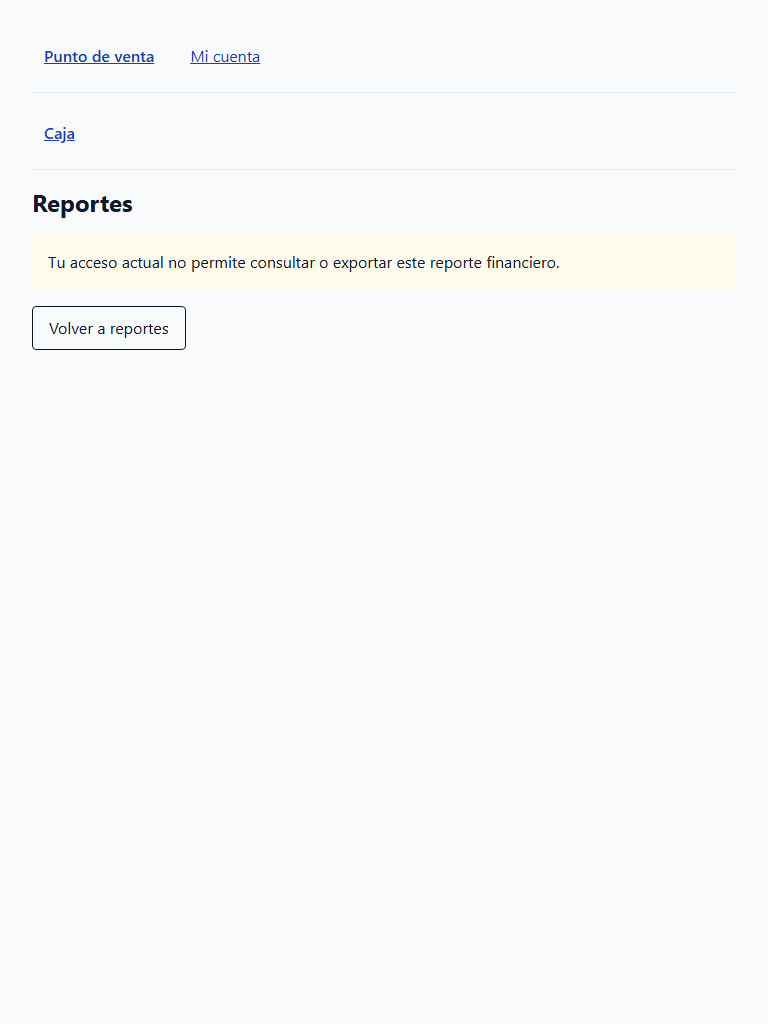 Punto de venta Mi cuenta
Caja
Reportes
Tu acceso actual no permite consultar o exportar este reporte financiero.
Volver a reportes